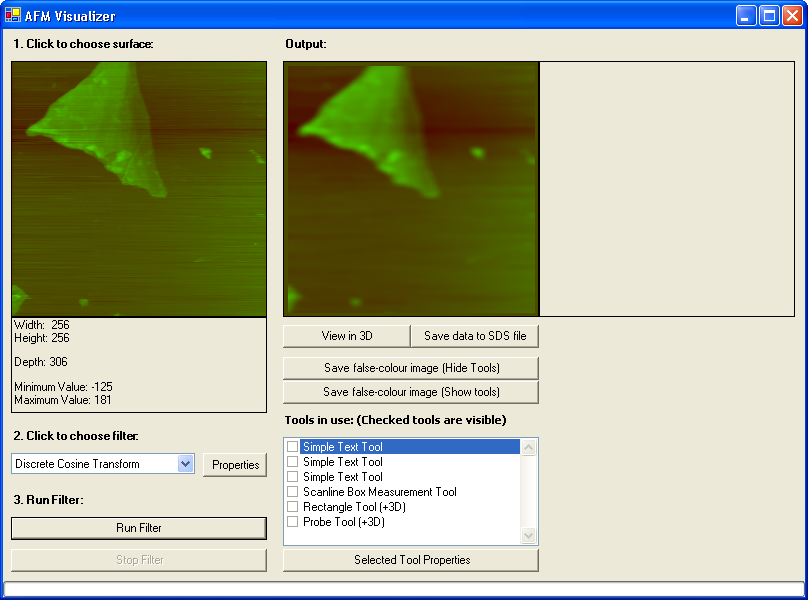 AFM Visualizer
1. Click to choose surface:
Output:
Width: 256
Height: 256
Depth: 306
Minimum Value: -125
Maximum Value: 181
View in 3D
Save data to SDS file
Save false-colour image (Hide Tools)
Save false-colour image (Show tools)
Tools in use: (Checked tools are visible)
2. Click to choose filter:
Discrete Cosine Transform
Properties
3. Run Filter:
Run Filter
Stop Filter
Simple Text Tool
Simple Text Tool
Simple Text Tool
Scanline Box Measurement Tool
Rectangle Tool (+3D)
Probe Tool (+3D)
Selected Tool Properties